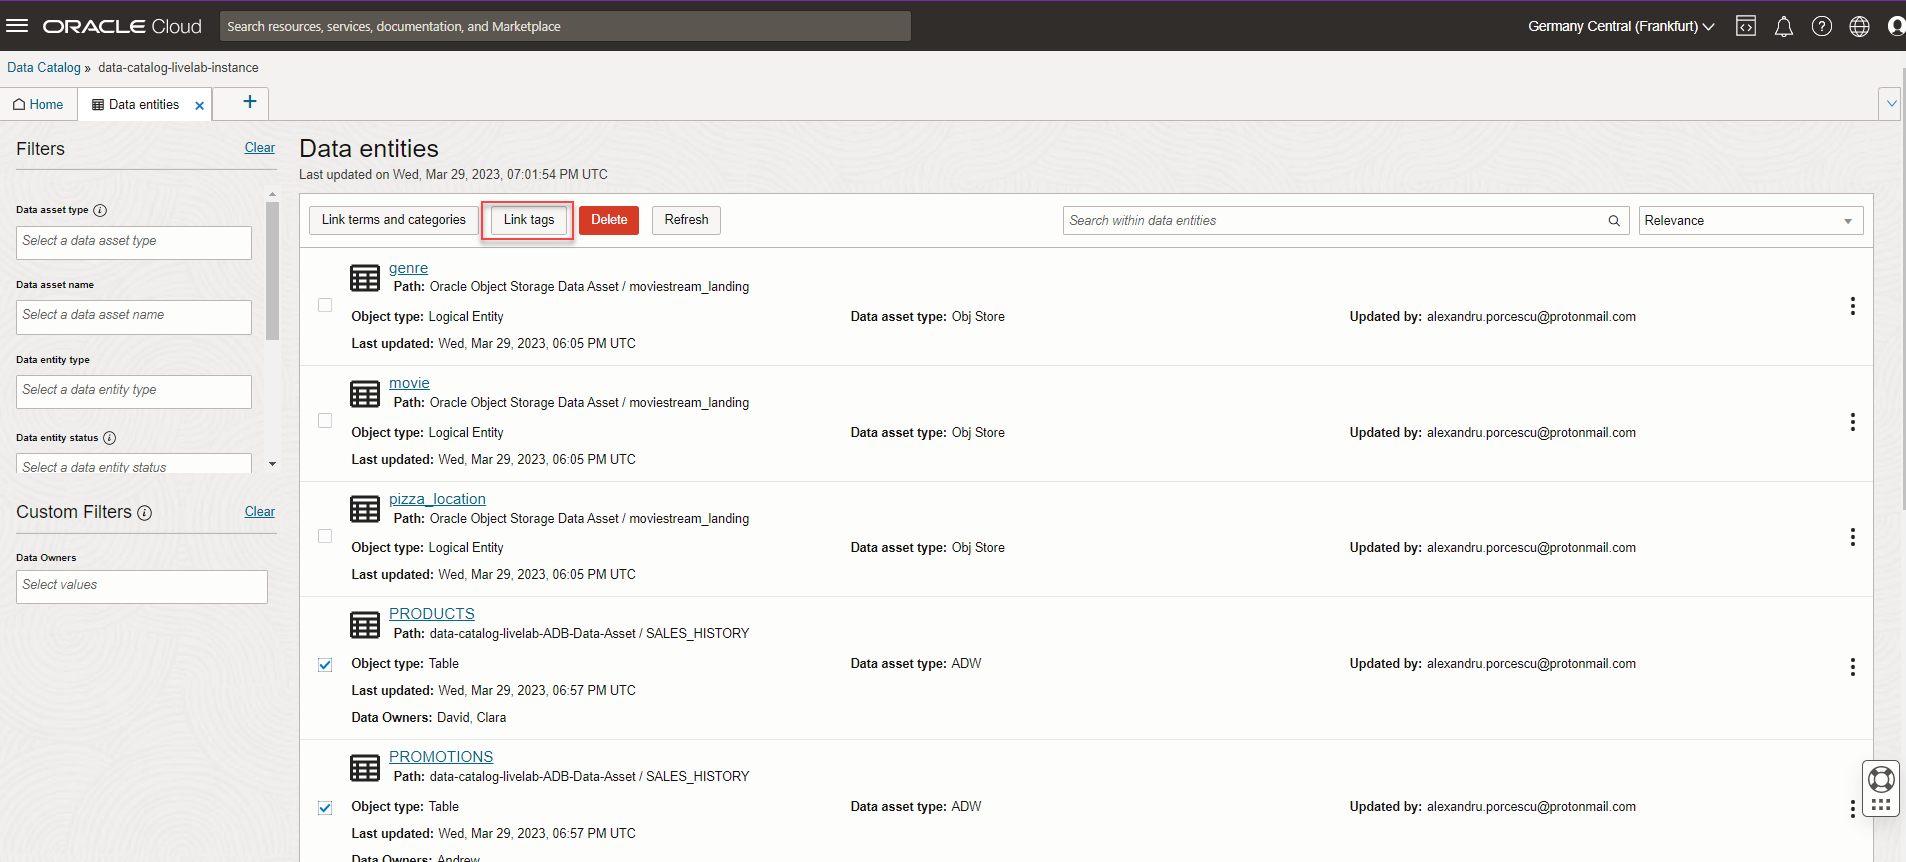 ORACLE Cloud
Search resources, services, documentation, and Marketplace
Germany Central (Frankfurt)
Data Catalog » data-catalog-livelab-instance
Home
Data entities
Filters
Clear
Data asset type
Select a data asset type
Data asset name
Select a data asset name
Data entity type
Select a data entity type
Data entity status
Select a data entity status
Custom Filters
Clear
Data Owners
Select values
Data entities
Last updated on Wed, Mar 29, 2023, 07:01:54 PM UTC
Link terms and categories
Link tags
Delete
Refresh
Search within data entities
Relevance
genre
Path: Oracle Object Storage Data Asset / moviestream_landing
Object type: Logical Entity
Data asset type: Obj Store
Updated by: alexandru.porcescu@protonmail.com
Last updated: Wed, Mar 29, 2023, 06:05 PM UTC
movie
Path: Oracle Object Storage Data Asset / moviestream_landing
Object type: Logical Entity
Data asset type: Obj Store
Updated by: alexandru.porcescu@protonmail.com
Last updated: Wed, Mar 29, 2023, 06:05 PM UTC
pizza_location
Path: Oracle Object Storage Data Asset / moviestream_landing
Object type: Logical Entity
Data asset type: Obj Store
Updated by: alexandru.porcescu@protonmail.com
Last updated: Wed, Mar 29, 2023, 06:05 PM UTC
PRODUCTS
Path: data-catalog-livelab-ADB-Data-Asset / SALES_HISTORY
Object type: Table
Data asset type: ADW
Updated by: alexandru.porcescu@protonmail.com
Last updated: Wed, Mar 29, 2023, 06:57 PM UTC
Data Owners: David, Clara
PROMOTIONS
Path: data-catalog-livelab-ADB-Data-Asset / SALES_HISTORY
Object type: Table
Data asset type: ADW
Updated by: alexandru.porcescu@protonmail.com
Last updated: Wed, Mar 29, 2023, 06:57 PM UTC
Data Owners: Andrew